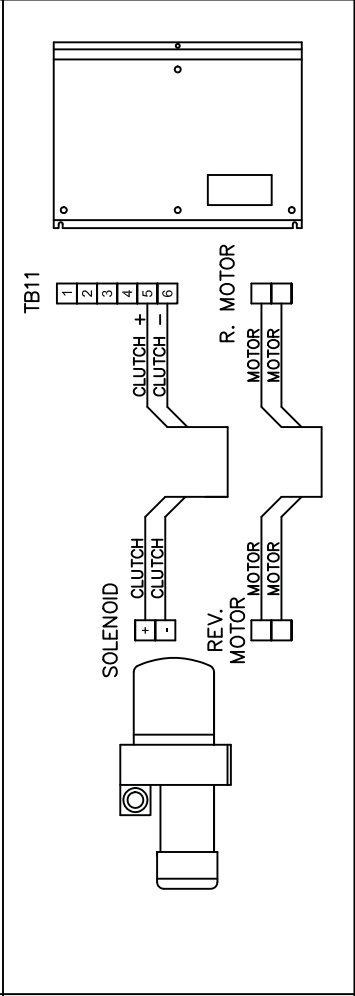 TB11
1
2
3
4
5
6
CLUTCH +
CLUTCH –
R. MOTOR
MOTOR
MOTOR
SOLENOID
CLUTCH
CLUTCH
+
-
REV.
MOTOR
MOTOR
MOTOR